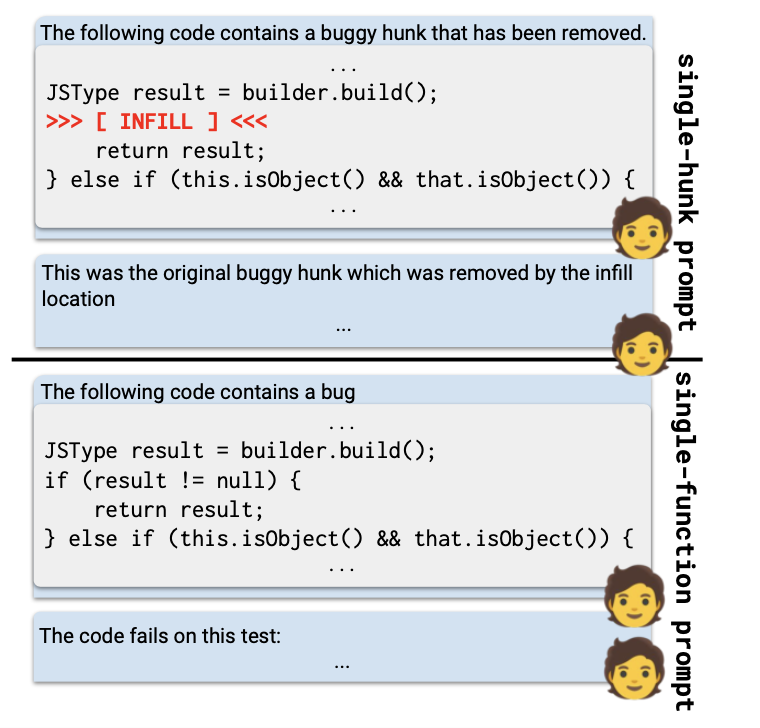 The following code contains a buggy hunk that has been removed.
...
JSType result = builder.build();
>>> [ INFILL ] <<<
    return result;
} else if (this.isObject() && that.isObject()) {
...
This was the original buggy hunk which was removed by the infill
location
...
single-hunk prompt
The following code contains a bug
...
JSType result = builder.build();
if (result != null) {
    return result;
} else if (this.isObject() && that.isObject()) {
...
The code fails on this test:
...
single-function prompt